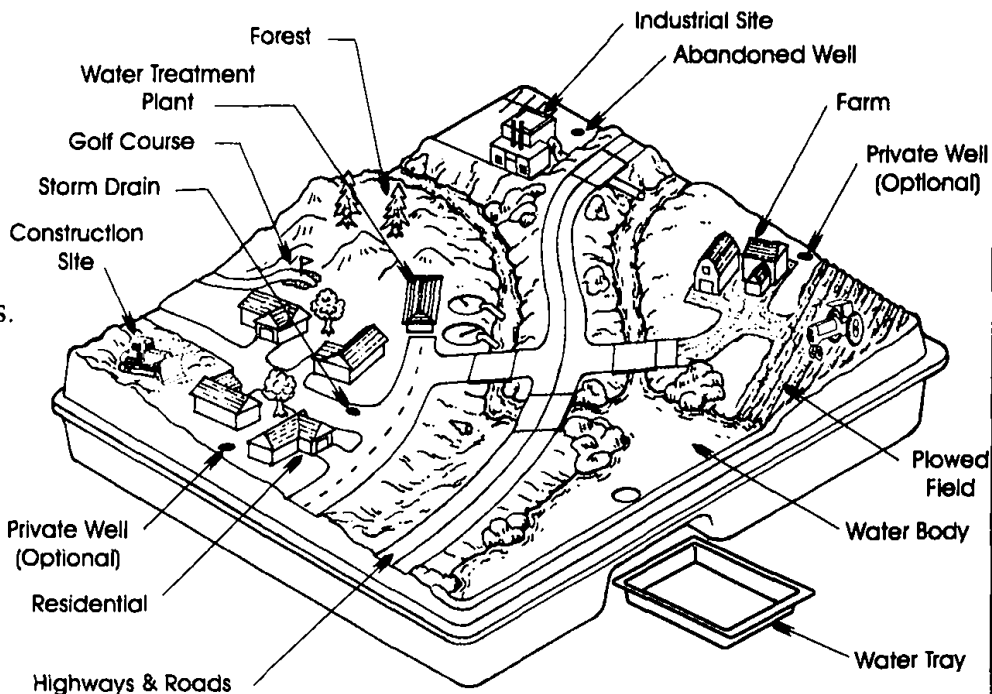 Industrial Site
Forest
Abandoned Well
Water Treatment
Plant
Farm
Golf Course
Private Well
(Optional)
Storm Drain
Construction
Site
s.
Plowed
Field
Private Well
(Optional)
Water Body
Residential
Water Tray
Highways & Roads